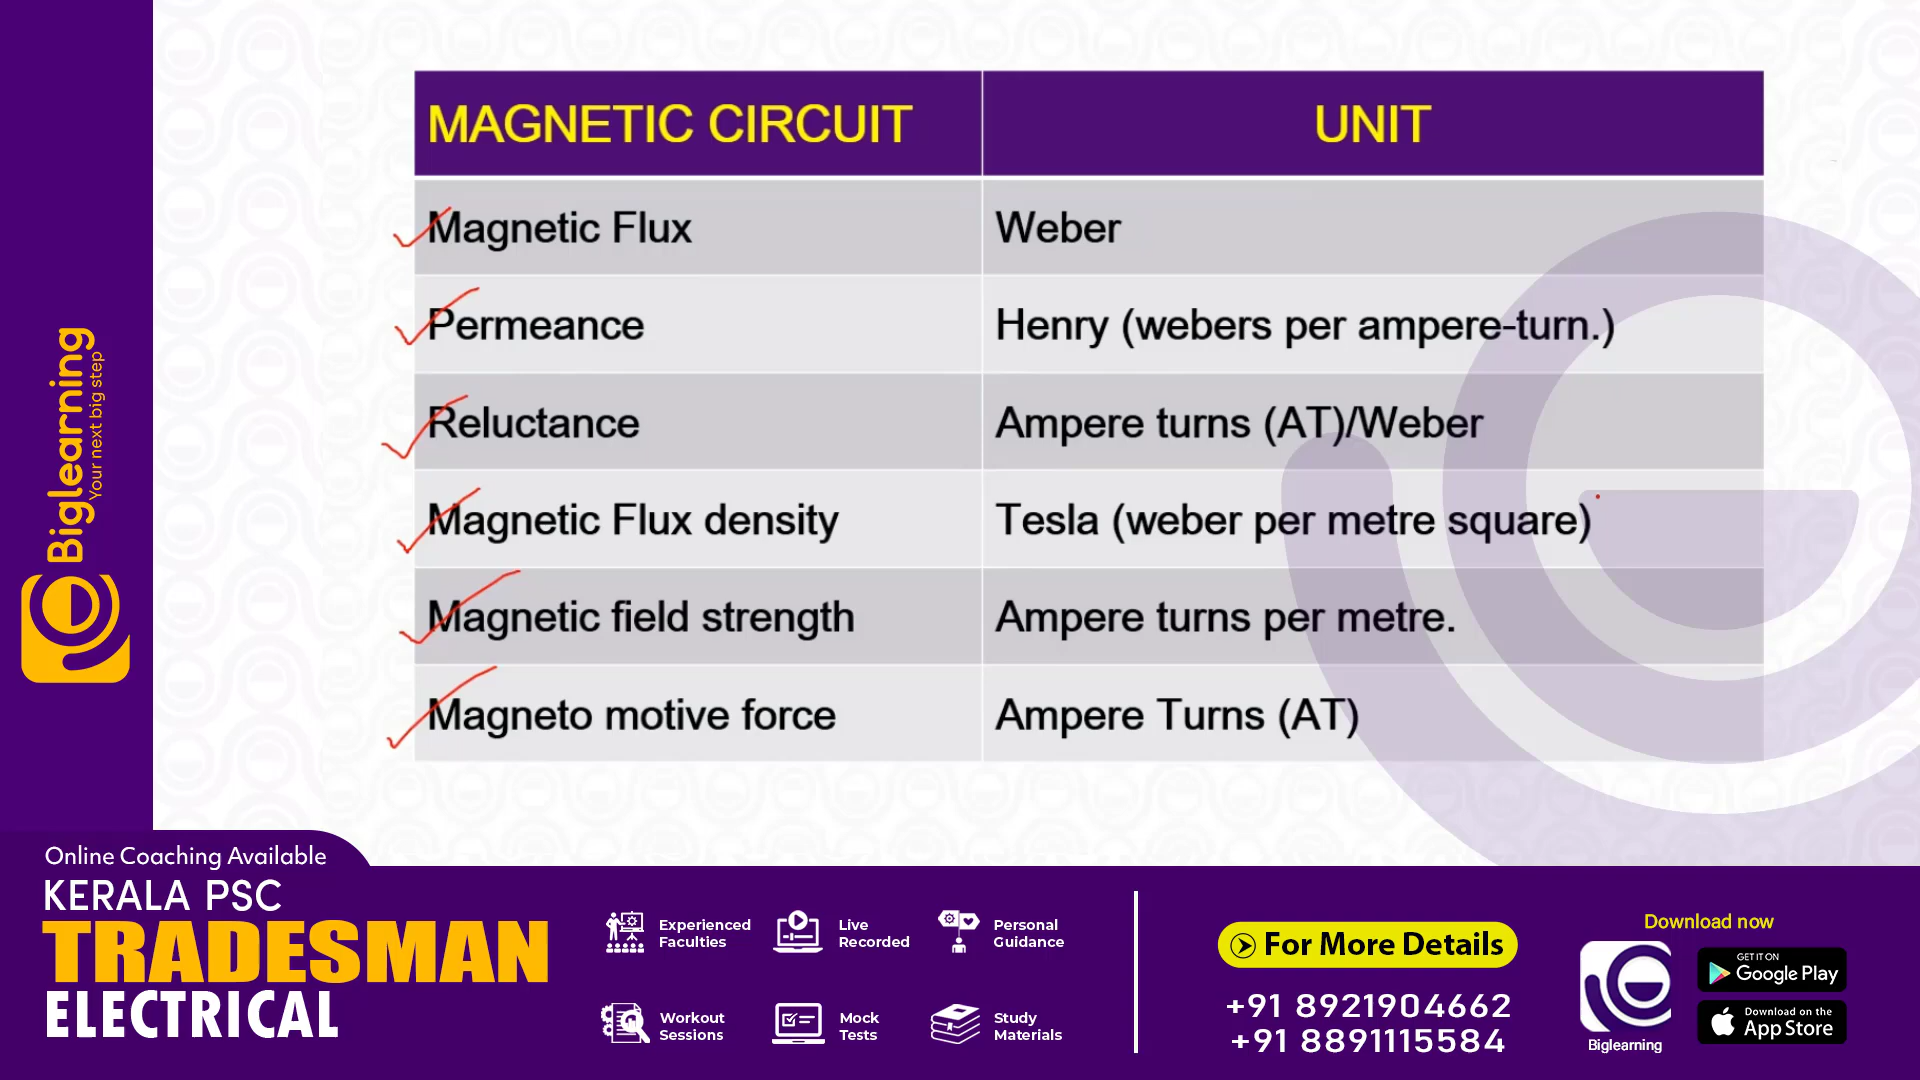 MAGNETIC CIRCUIT UNIT
Magnetic Flux Weber
Permeance Henry (webers per ampere-turn.)
Reluctance Ampere turns (AT)/Weber
Magnetic Flux density Tesla (weber per metre square)
Magnetic field strength Ampere turns per metre.
Magneto motive force Ampere Turns (AT)
Biglearning
Your next big step
Online Coaching Available
KERALA PSC
TRADESMAN
ELECTRICAL
Experienced
Faculties
Live
Recorded
Personal
Guidance
Workout
Sessions
Mock
Tests
Study
Materials
For More Details
+91 8921904662
+91 8891115584
Download now
Biglearning
GET IT ON
Google Play
Download on the
App Store